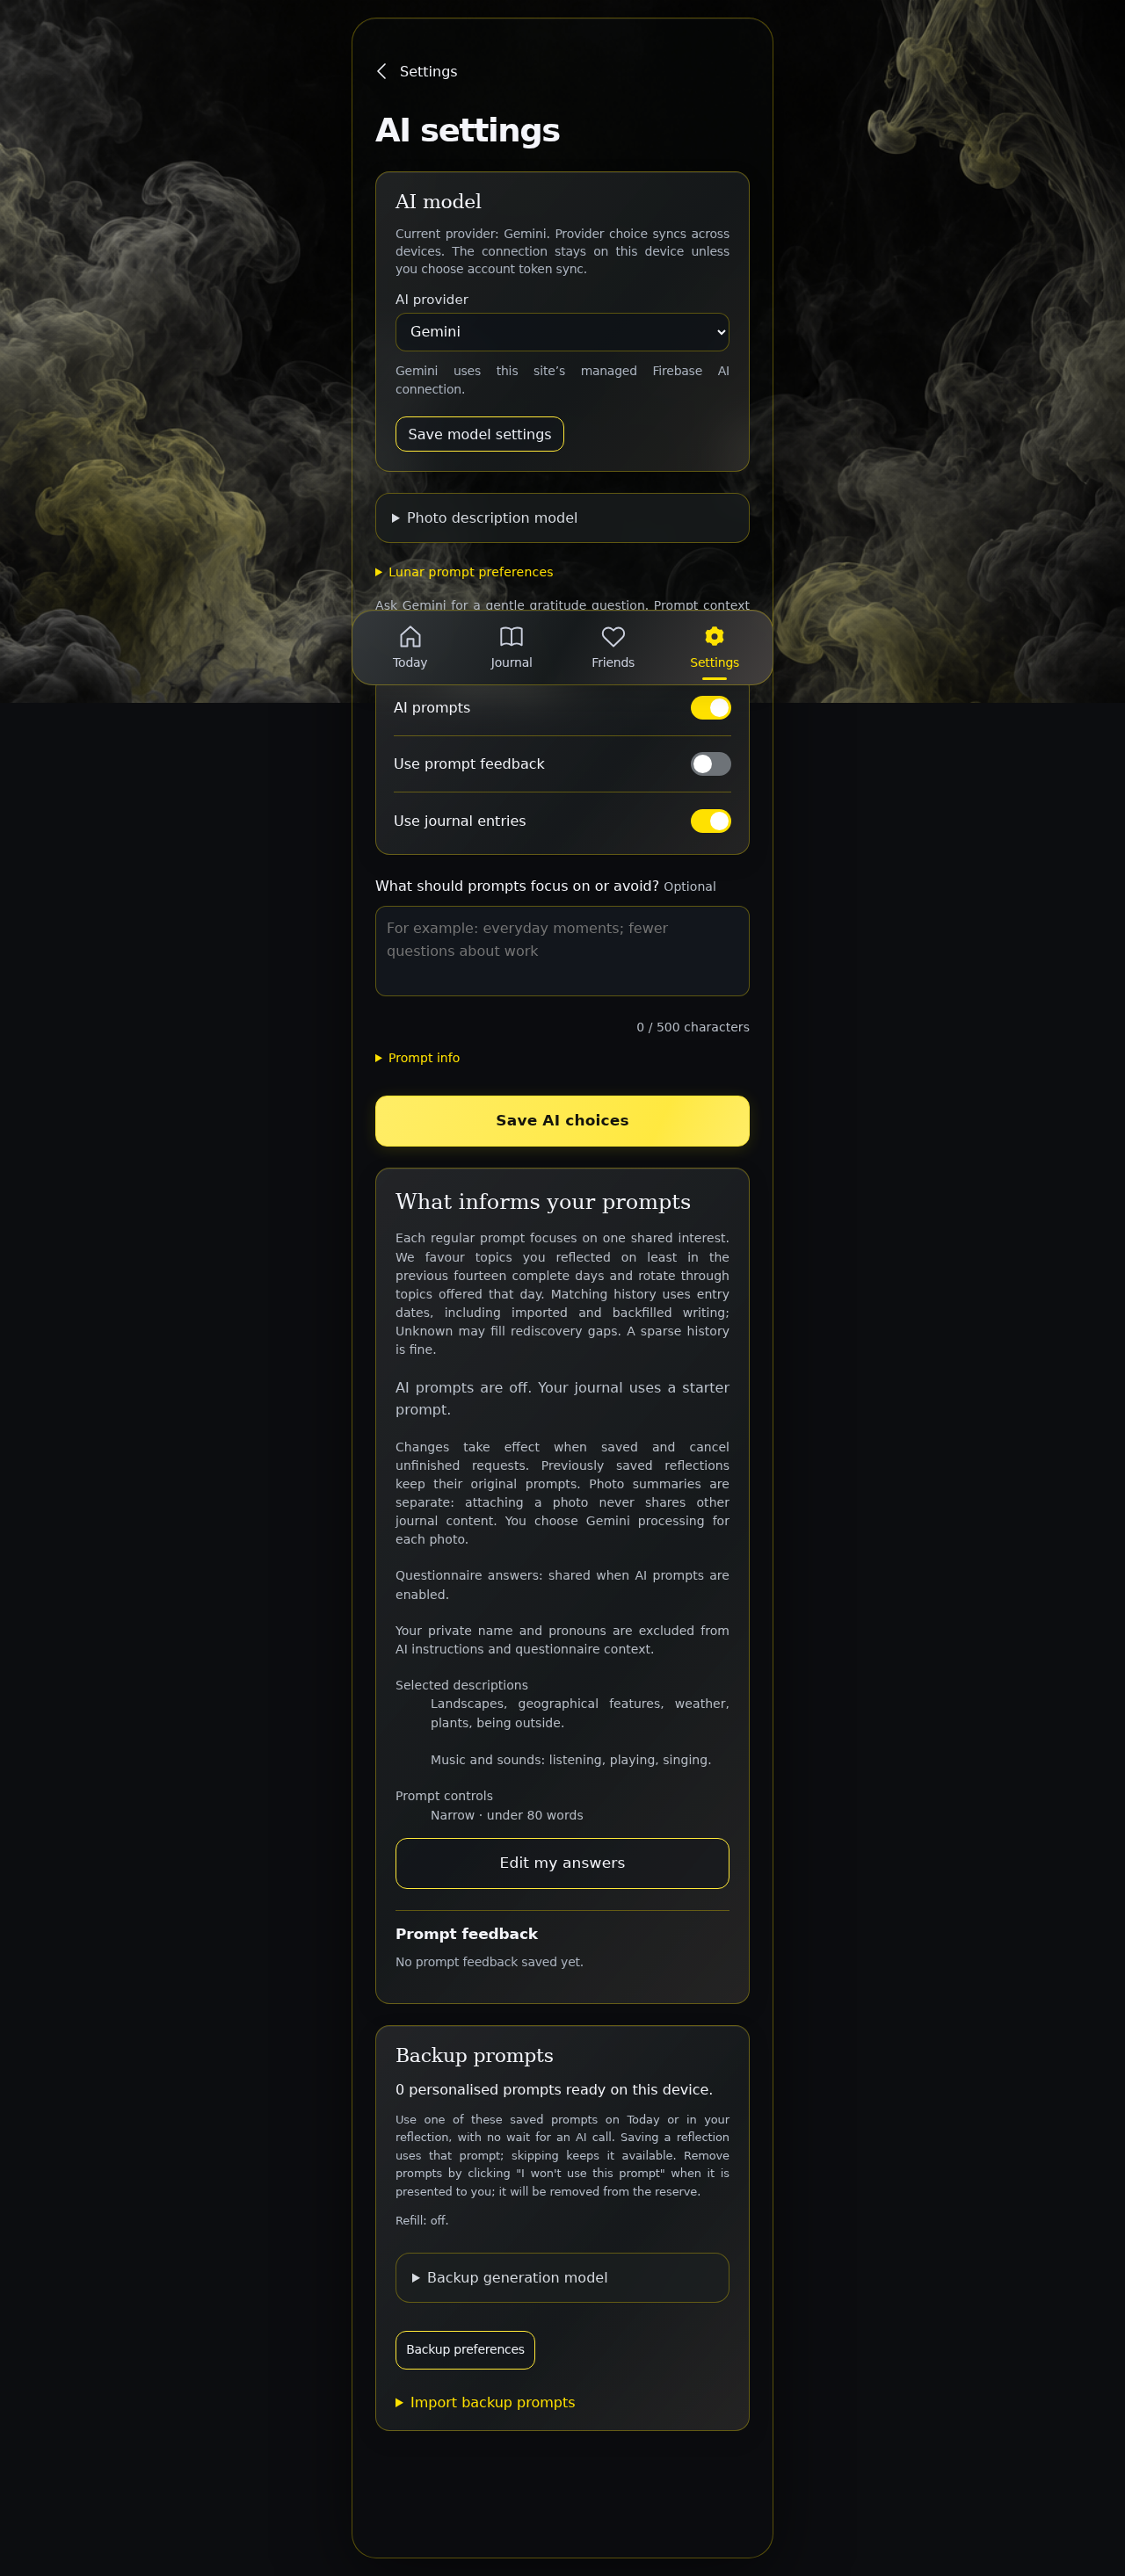 Settings
AI settings
AI model
Current provider: Gemini. Provider choice syncs across
devices. The connection stays on this device unless
you choose account token sync.
AI provider
Gemini
Gemini uses this site’s managed Firebase AI
connection.
Save model settings
Photo description model
Lunar prompt preferences
Ask Gemini for a gentle gratitude question. Prompt context
Today
Journal
Friends
Settings
AI prompts
Use prompt feedback
Use journal entries
What should prompts focus on or avoid? Optional
For example: everyday moments; fewer
questions about work
0 / 500 characters
Prompt info
Save AI choices
What informs your prompts
Each regular prompt focuses on one shared interest.
We favour topics you reflected on least in the
previous fourteen complete days and rotate through
topics offered that day. Matching history uses entry
dates, including imported and backfilled writing;
Unknown may fill rediscovery gaps. A sparse history
is fine.
AI prompts are off. Your journal uses a starter
prompt.
Changes take effect when saved and cancel
unfinished requests. Previously saved reflections
keep their original prompts. Photo summaries are
separate: attaching a photo never shares other
journal content. You choose Gemini processing for
each photo.
Questionnaire answers: shared when AI prompts are
enabled.
Your private name and pronouns are excluded from
AI instructions and questionnaire context.
Selected descriptions
Landscapes, geographical features, weather,
plants, being outside.
Music and sounds: listening, playing, singing.
Prompt controls
Narrow · under 80 words
Edit my answers
Prompt feedback
No prompt feedback saved yet.
Backup prompts
0 personalised prompts ready on this device.
Use one of these saved prompts on Today or in your
reflection, with no wait for an AI call. Saving a reflection
uses that prompt; skipping keeps it available. Remove
prompts by clicking "I won't use this prompt" when it is
presented to you; it will be removed from the reserve.
Refill: off.
Backup generation model
Backup preferences
Import backup prompts